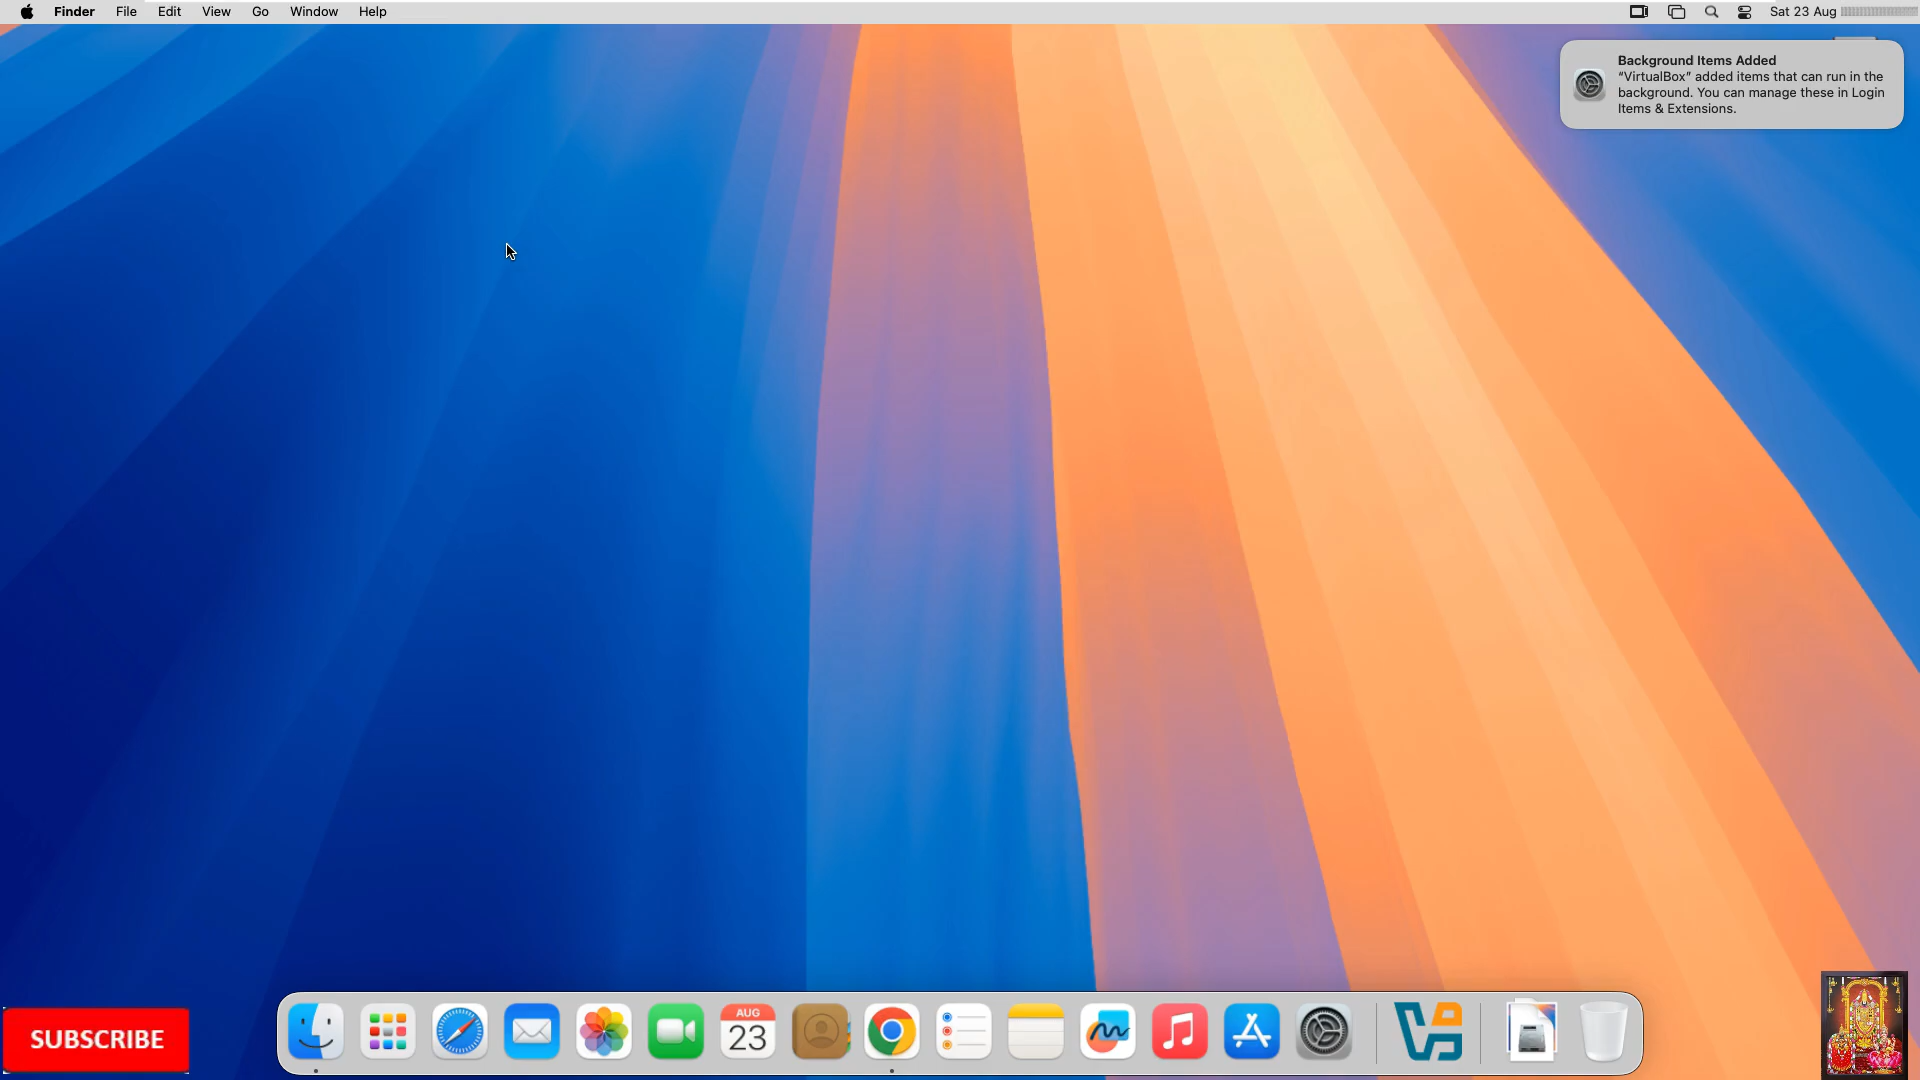 Finder File Edit View Go Window Help Sat 23 Aug
Background Items Added
“VirtualBox” added items that can run in the
background. You can manage these in Login
Items & Extensions.
AUG
23
SUBSCRIBE